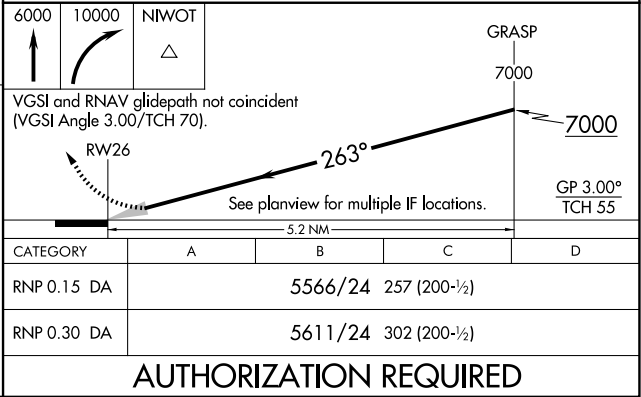 6000 10000 NIWOT
GRASP
7000
VGSI and RNAV glidepath not coincident
(VGSI Angle 3.00/TCH 70).
7000
RW26
263°
See planview for multiple IF locations.
GP 3.00°
TCH 55
5.2 NM
CATEGORY A B C D
RNP 0.15 DA 5566/24 257 (200-½)
RNP 0.30 DA 5611/24 302 (200-½)
AUTHORIZATION REQUIRED